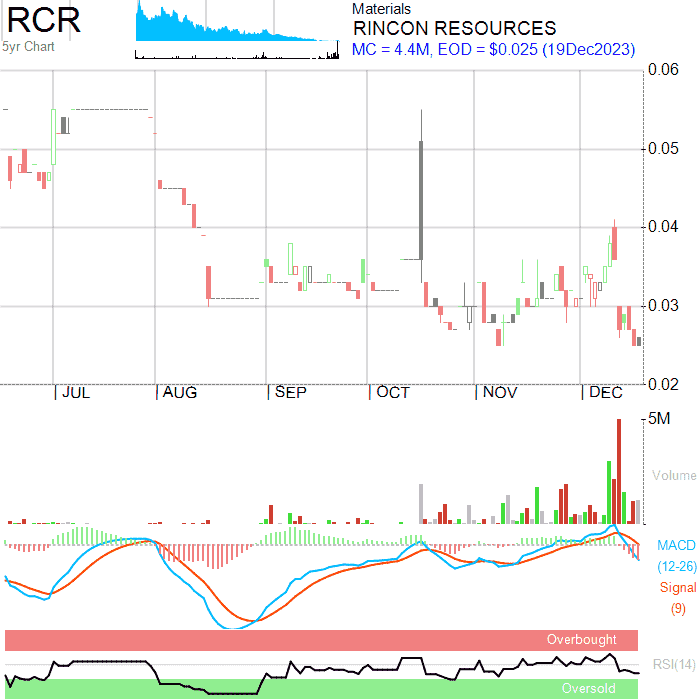 RCR
5yr Chart
Materials
RINCON RESOURCES
MC = 4.4M, EOD = $0.025 (19Dec2023)
0.06
0.05
0.04
0.03
0.02
JUL AUG SEP OCT NOV DEC
5M
Volume
MACD
(12-26)
Signal
(9)
Overbought
RSI(14)
Oversold